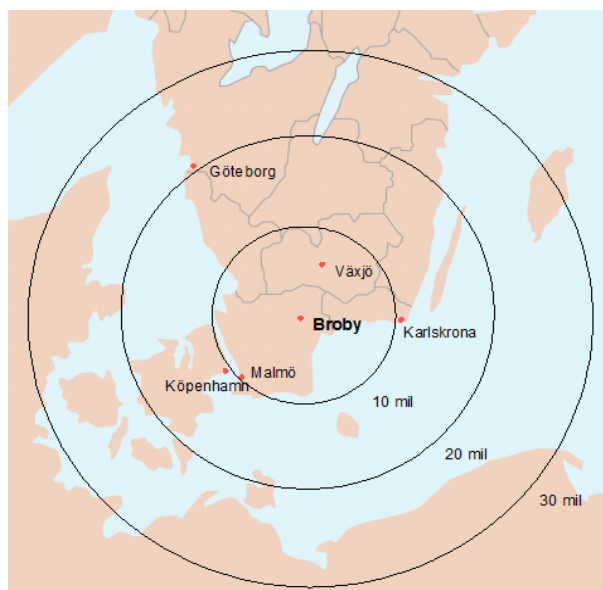 Göteborg
Växjö
Broby
Karlskrona
Malmö
Köpenhamn
10 mil
20 mil
30 mil